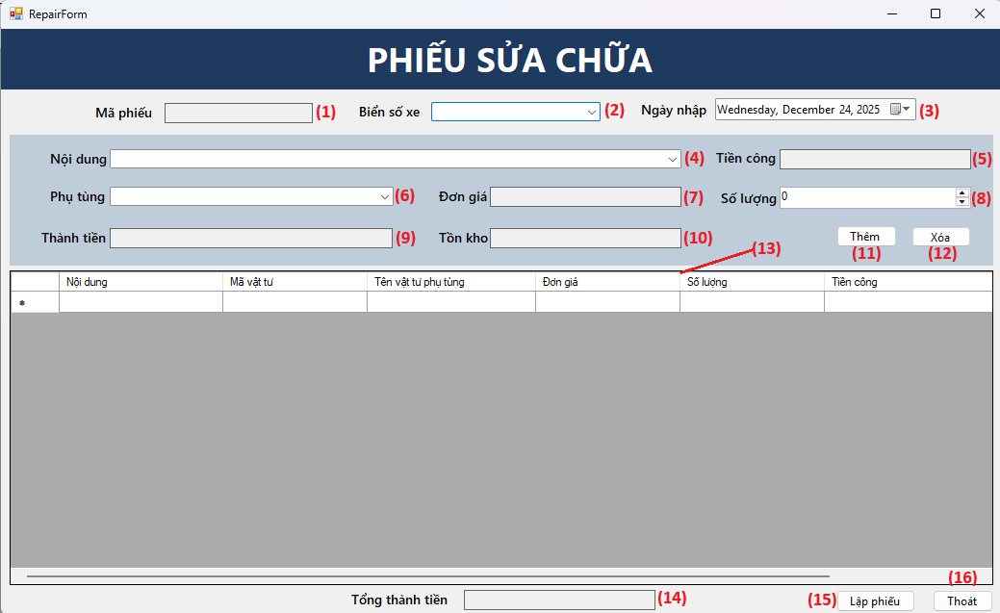 RepairForm
PHIẾU SỬA CHỮA
Mã phiếu (1) Biển số xe (2) Ngày nhập Wednesday, December 24, 2025 (3)
Nội dung (4) Tiền công (5)
Phụ tùng (6) Đơn giá (7) Số lượng 0 (8)
Thành tiền (9) Tồn kho (10) Thêm Xóa
(11) (12)
(13)
Nội dung Mã vật tư Tên vật tư phụ tùng Đơn giá Số lượng Tiền công
(16)
Tổng thành tiền (14) (15) Lập phiếu Thoát